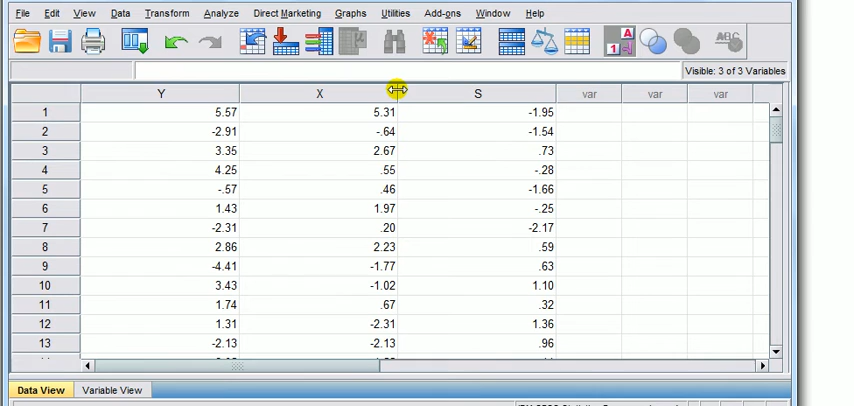 File Edit View Data Transform Analyze Direct Marketing Graphs Utilities Add-ons Window Help
1 A
ABC
Visible: 3 of 3 Variables
Y X S var var var
1 5.57 5.31 -1.95
2 -2.91 -.64 -1.54
3 3.35 2.67 .73
4 4.25 .55 -.28
5 -.57 .46 -1.66
6 1.43 1.97 -.25
7 -2.31 .20 -2.17
8 2.86 2.23 .59
9 -4.41 -1.77 .63
10 3.43 -1.02 1.10
11 1.74 .67 .32
12 1.31 -2.31 1.36
13 -2.13 -2.13 .96
Data View Variable View